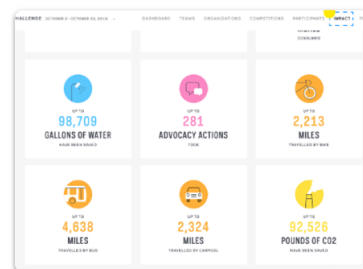 CHALLENGE OCTOBER 2 - OCTOBER 22, 2016
DASHBOARD TEAMS ORGANIZATIONS COMPETITIONS PARTICIPANTS IMPACT
CONSUMED
UP TO
98,709
GALLONS OF WATER
HAVE BEEN SAVED
UP TO
281
ADVOCACY ACTIONS
TOOK
UP TO
2,213
MILES
TRAVELLED BY BIKE
UP TO
4,638
MILES
TRAVELLED BY BUS
UP TO
2,324
MILES
TRAVELLED BY CARPOOL
UP TO
92,526
POUNDS OF CO2
HAVE BEEN SAVED